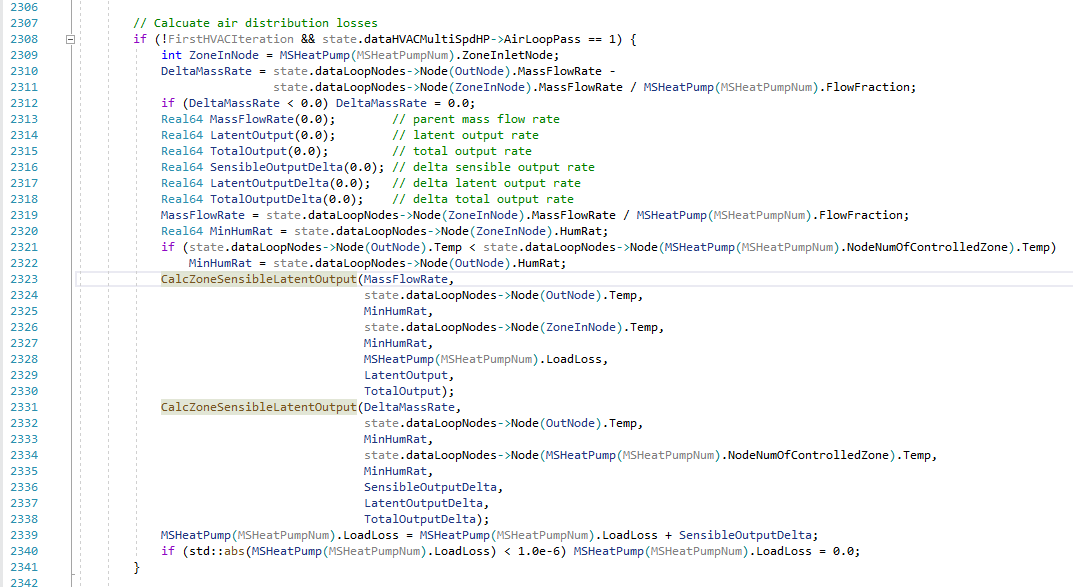 2306
2307 // Calcuate air distribution losses
2308 if (!FirstHVACIteration && state.dataHVACMultiSpdHP->AirLoopPass == 1) {
2309 int ZoneInNode = MSHeatPump(MSHeatPumpNum).ZoneInletNode;
2310 DeltaMassRate = state.dataLoopNodes->Node(OutNode).MassFlowRate -
2311 state.dataLoopNodes->Node(ZoneInNode).MassFlowRate / MSHeatPump(MSHeatPumpNum).FlowFraction;
2312 if (DeltaMassRate < 0.0) DeltaMassRate = 0.0;
2313 Real64 MassFlowRate(0.0); // parent mass flow rate
2314 Real64 LatentOutput(0.0); // latent output rate
2315 Real64 TotalOutput(0.0); // total output rate
2316 Real64 SensibleOutputDelta(0.0); // delta sensible output rate
2317 Real64 LatentOutputDelta(0.0); // delta latent output rate
2318 Real64 TotalOutputDelta(0.0); // delta total output rate
2319 MassFlowRate = state.dataLoopNodes->Node(ZoneInNode).MassFlowRate / MSHeatPump(MSHeatPumpNum).FlowFraction;
2320 Real64 MinHumRat = state.dataLoopNodes->Node(ZoneInNode).HumRat;
2321 if (state.dataLoopNodes->Node(OutNode).Temp < state.dataLoopNodes->Node(MSHeatPump(MSHeatPumpNum).NodeNumOfControlledZone).Temp)
2322 MinHumRat = state.dataLoopNodes->Node(OutNode).HumRat;
2323 CalcZoneSensibleLatentOutput(MassFlowRate,
2324 state.dataLoopNodes->Node(OutNode).Temp,
2325 MinHumRat,
2326 state.dataLoopNodes->Node(ZoneInNode).Temp,
2327 MinHumRat,
2328 MSHeatPump(MSHeatPumpNum).LoadLoss,
2329 LatentOutput,
2330 TotalOutput);
2331 CalcZoneSensibleLatentOutput(DeltaMassRate,
2332 state.dataLoopNodes->Node(OutNode).Temp,
2333 MinHumRat,
2334 state.dataLoopNodes->Node(MSHeatPump(MSHeatPumpNum).NodeNumOfControlledZone).Temp,
2335 MinHumRat,
2336 SensibleOutputDelta,
2337 LatentOutputDelta,
2338 TotalOutputDelta);
2339 MSHeatPump(MSHeatPumpNum).LoadLoss = MSHeatPump(MSHeatPumpNum).LoadLoss + SensibleOutputDelta;
2340 if (std::abs(MSHeatPump(MSHeatPumpNum).LoadLoss) < 1.0e-6) MSHeatPump(MSHeatPumpNum).LoadLoss = 0.0;
2341 }
2342